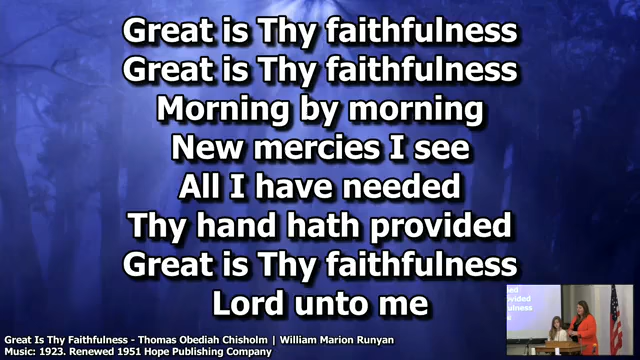 Great is Thy faithfulness
Great is Thy faithfulness
Morning by morning
New mercies I see
All I have needed
Thy hand hath provided
Great is Thy faithfulness
Lord unto me
Great Is Thy Faithfulness - Thomas Obediah Chisholm | William Marion Runyan
Music: 1923. Renewed 1951 Hope Publishing Company
ovided
ulness